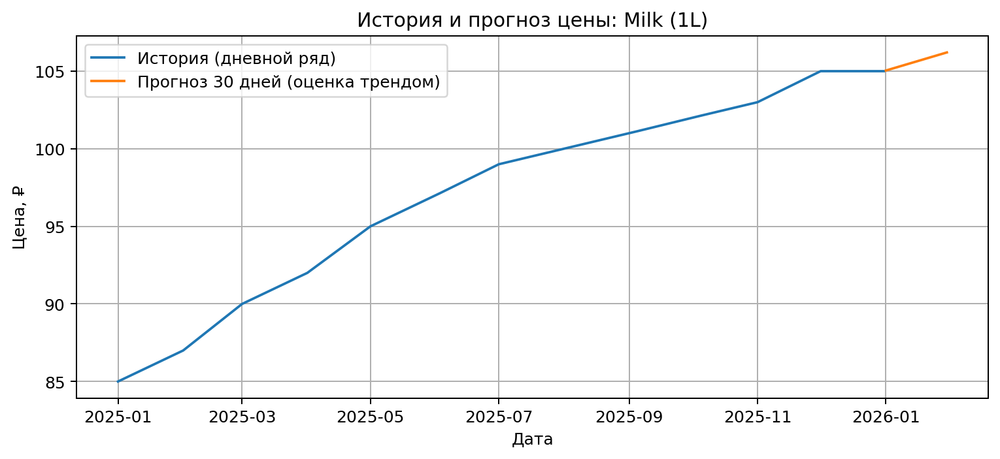 История и прогноз цены: Milk (1L)
История (дневной ряд)
Прогноз 30 дней (оценка трендом)
Цена, ₽
105
100
95
90
85
2025-01 2025-03 2025-05 2025-07 2025-09 2025-11 2026-01
Дата